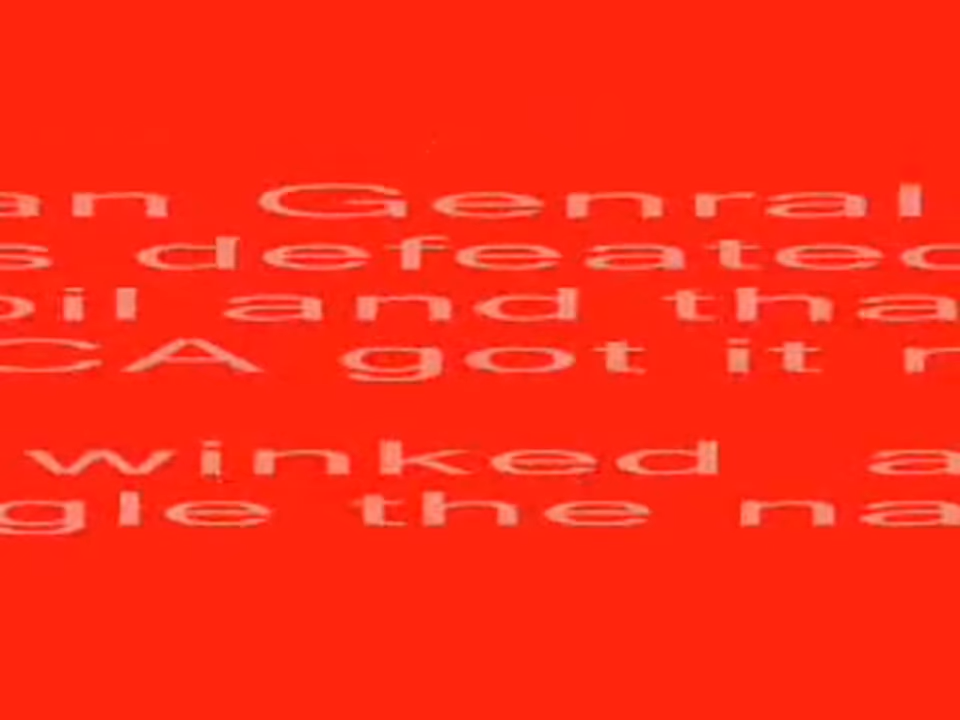 an Genral
s defeated
oil and tha
CA got it r
winked a
gle the na